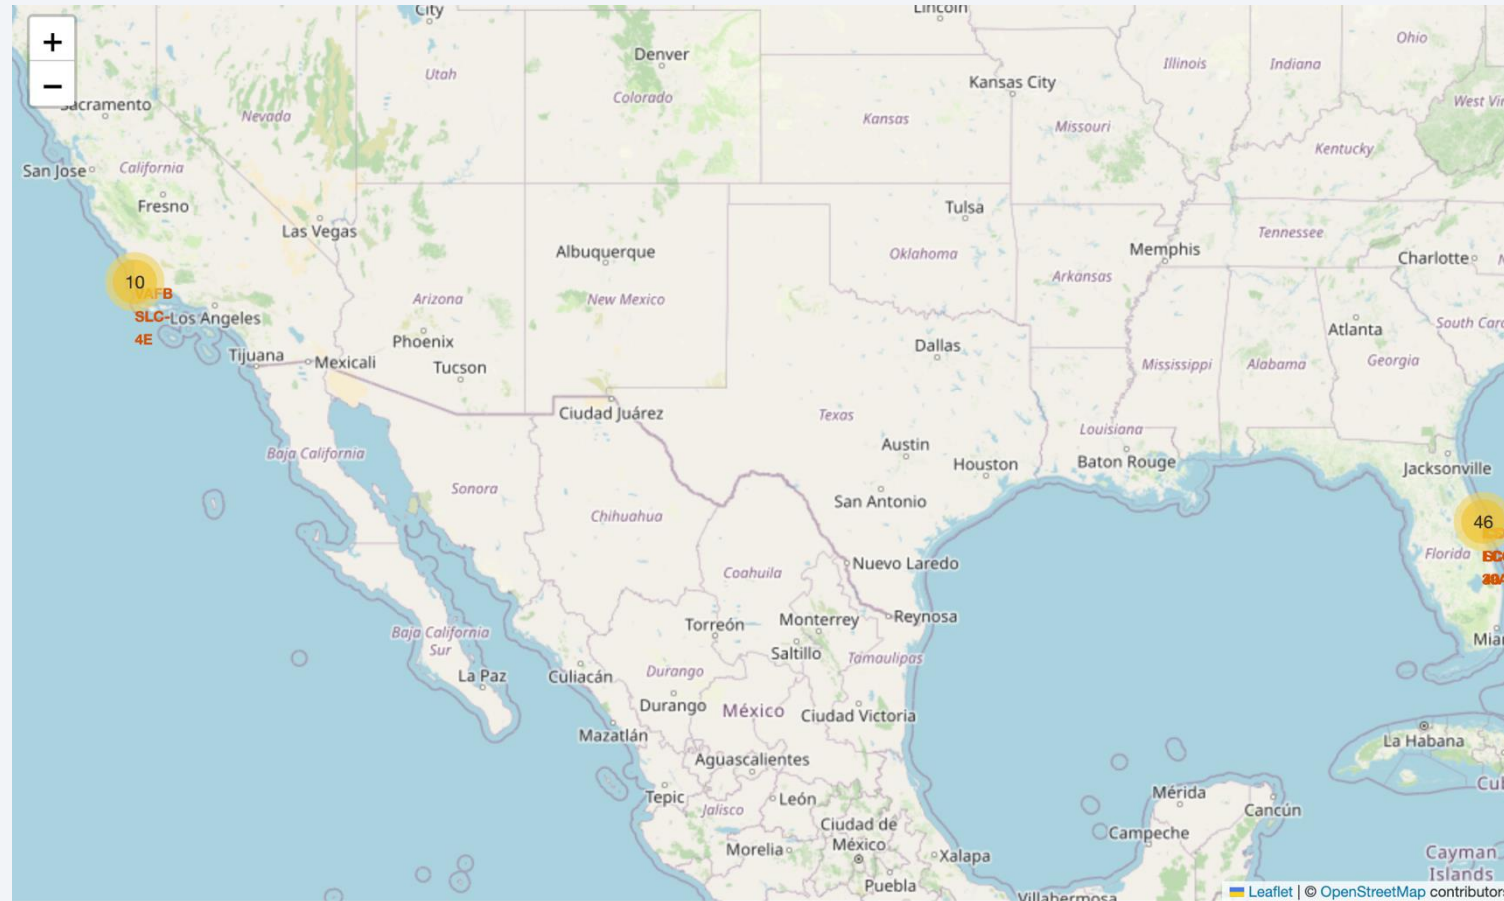 City
Lincoln
+
Denver
Ohio
−
Utah
Illinois
Indiana
Colorado
Kansas City
Sacramento
West Vir
Nevada
Kansas
Missouri
Kentucky
San Jose
California
Fresno
Tulsa
Las Vegas
Tennessee
Albuquerque
Oklahoma
Memphis
Charlotte
Arkansas
10
VAFB
Arizona
New Mexico
SLC-
Los Angeles
South Car
4E
Phoenix
Dallas
Atlanta
Tijuana
Mexicali
Tucson
Mississippi
Alabama
Georgia
Ciudad Juárez
Texas
Louisiana
Baja California
Austin
Houston
Baton Rouge
Jacksonville
Sonora
San Antonio
Chihuahua
46
Florida
Nuevo Laredo
Coahuila
Reynosa
Torreón
Monterrey
Baja California
Sur
Saltillo
Tamaulipas
Miar
La Paz
Culiacán
Durango
Durango
México
Ciudad Victoria
Mazatlán
La Habana
Aguascalientes
Cub
Tepic
León
Mérida
Jalisco
Cancún
Ciudad de
México
Campeche
Morelia
Xalapa
Cayman
Islands
Puebla
Villahermosa
Leaflet | © OpenStreetMap contributors